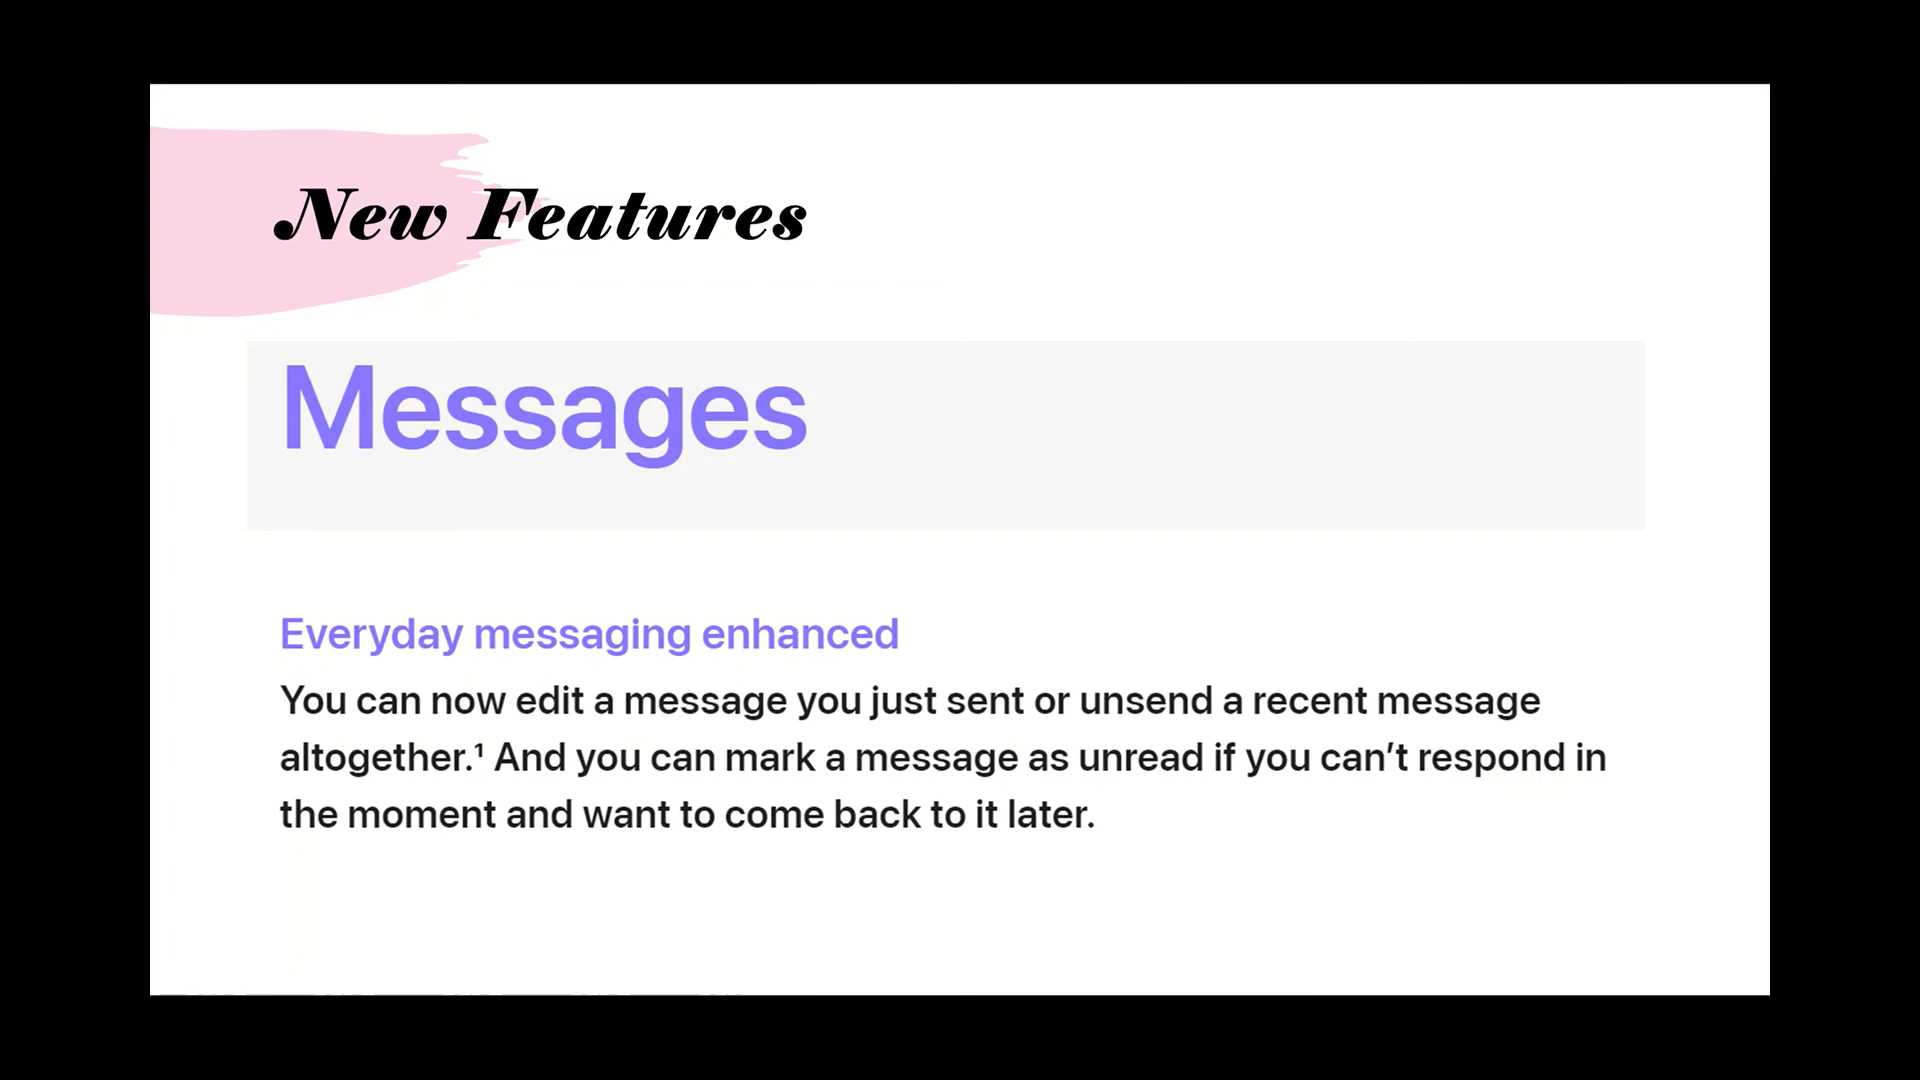 New Features
Messages
Everyday messaging enhanced
You can now edit a message you just sent or unsend a recent message
altogether.¹ And you can mark a message as unread if you can’t respond in
the moment and want to come back to it later.